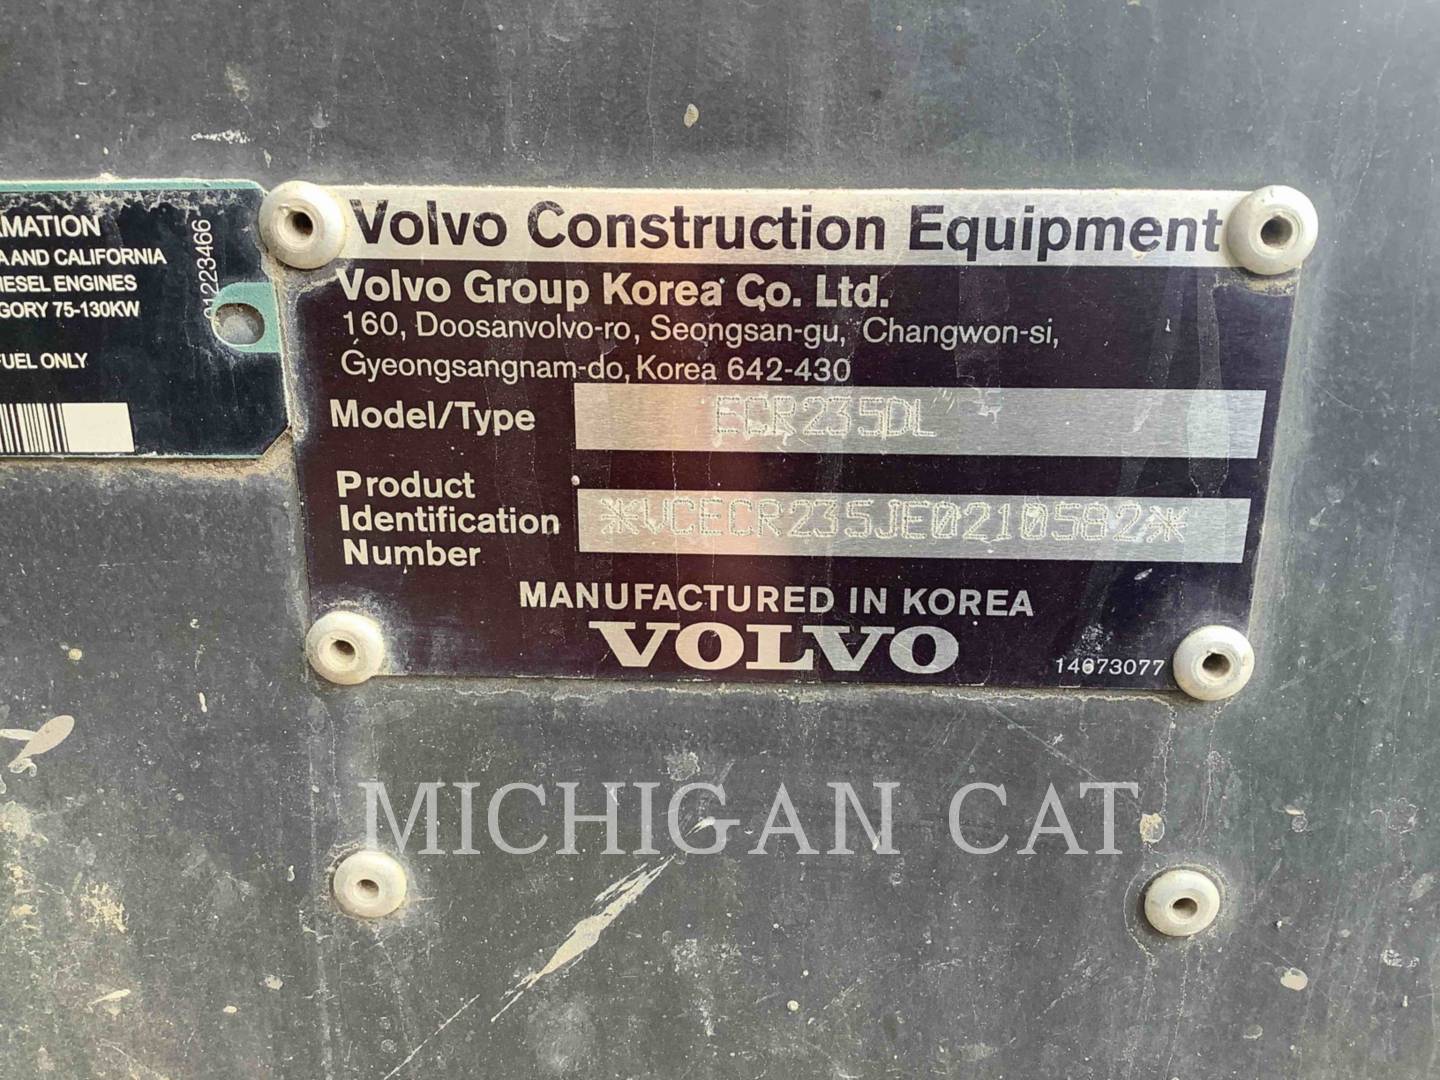 MATION
A AND CALIFORNIA
IESEL ENGINES
GORY 75-130KW
FUEL ONLY
01223466
Volvo Construction Equipment
Volvo Group Korea Co. Ltd.
160, Doosanvolvo-ro, Seongsan-gu, Changwon-si,
Gyeongsangnam-do, Korea 642-430
Model/Type ECR235DL
Product
Identification *VCECR235JE0210582*
Number
MANUFACTURED IN KOREA
VOLVO
14673077
MICHIGAN CAT